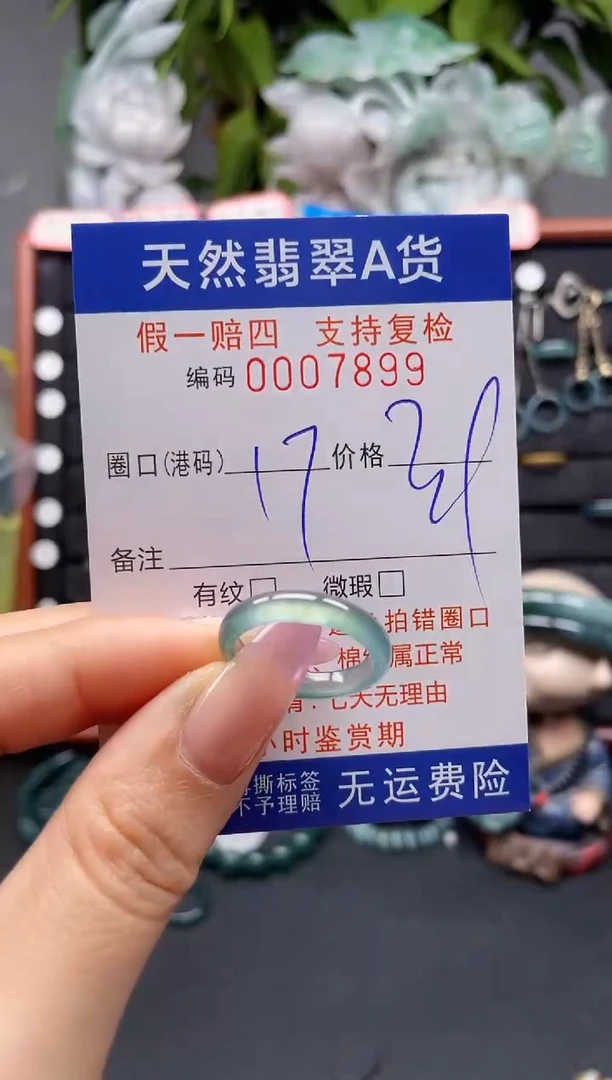 天然翡翠A货
假一赔四 支持复检
编码 0007899
圈口(港码) 17 价格
备注
有纹□ 微瑕□
拍错圈口
棉 属正常
七天无理由
小时鉴赏期
撕标签
不予理赔
无运费险